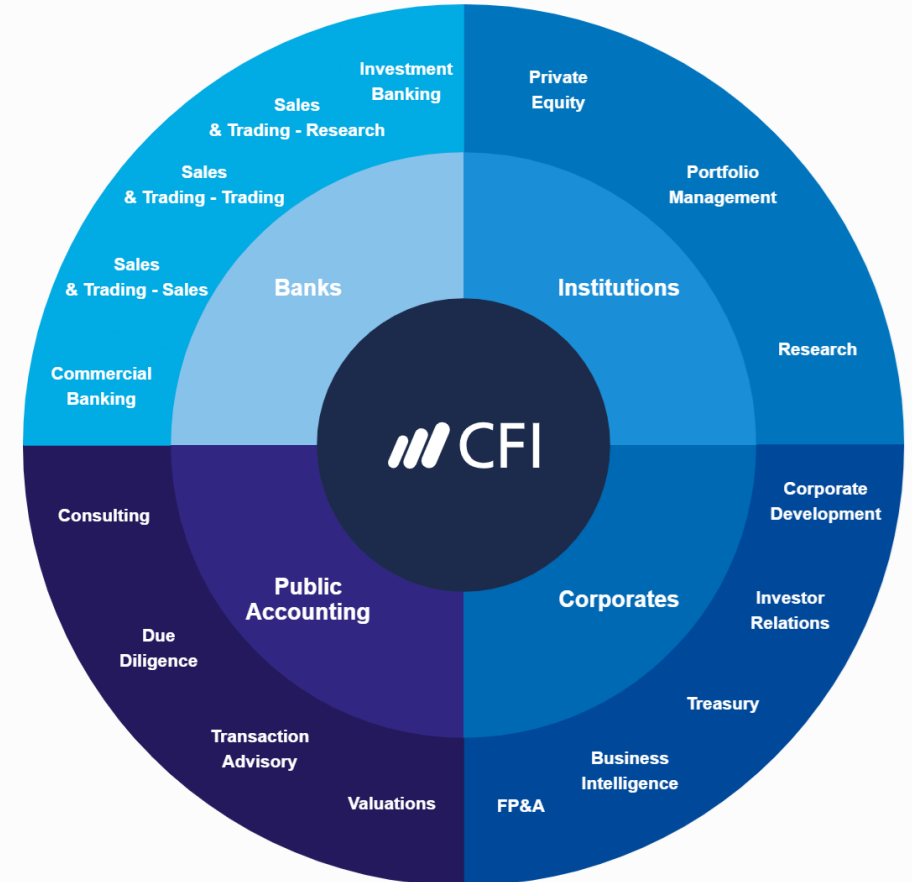 Investment
Banking
Sales
& Trading - Research
Sales
& Trading - Trading
Sales
& Trading - Sales
Commercial
Banking
Banks
Private
Equity
Portfolio
Management
Research
Institutions
CFI
Consulting
Due
Diligence
Transaction
Advisory
Valuations
Public
Accounting
Corporate
Development
Investor
Relations
Treasury
Business
Intelligence
FP&A
Corporates